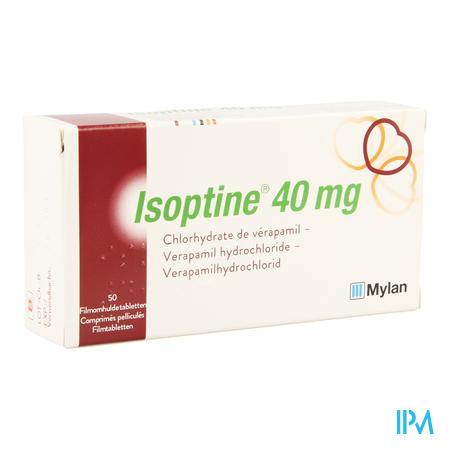 Isoptine® 40 mg
Chlorhydrate de vérapamil –
Verapamil hydrochloride –
Verapamilhydrochlorid
50
Filmomhulde tabletten
Comprimés pelliculés
Filmtabletten
Mylan
IPM